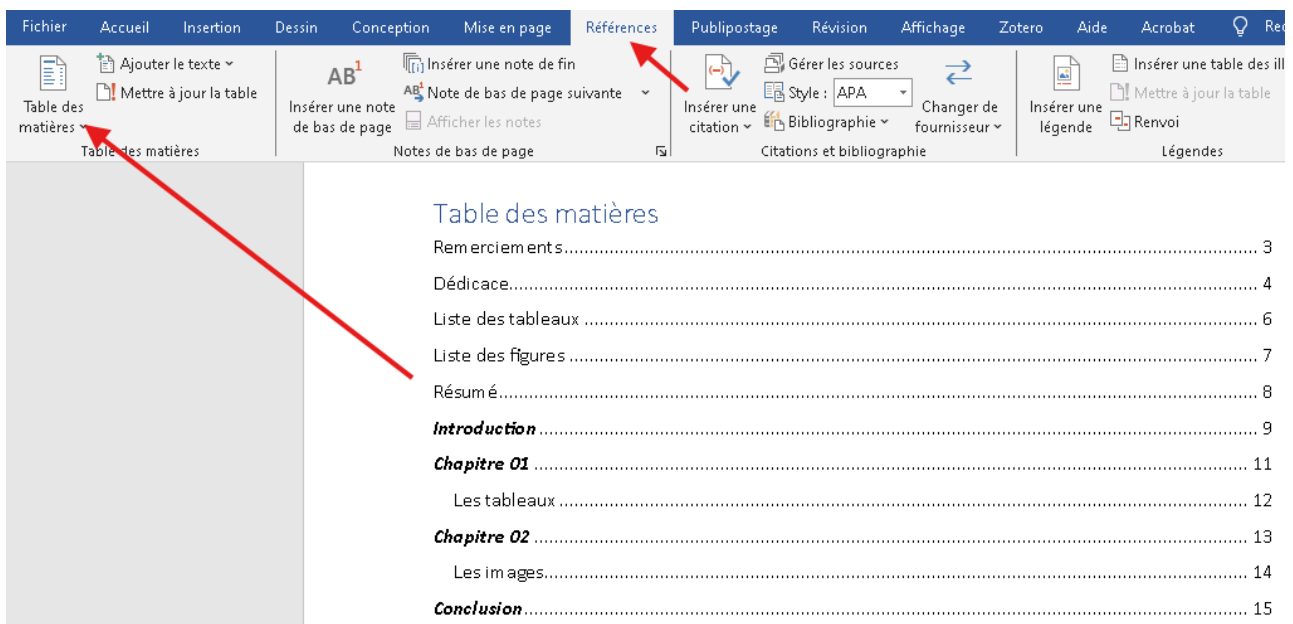 Fichier Accueil Insertion Dessin Conception Mise en page Références Publipostage Révision Affichage Zotero Aide Acrobat
Table des matières
Ajouter le texte
Mettre à jour la table
Table des matières
AB1
Insérer une note de bas de page
Insérer une note de fin
Note de bas de page suivante
Afficher les notes
Notes de bas de page
Insérer une citation
Gérer les sources
Style : APA
Bibliographie
Changer de fournisseur
Citations et bibliographie
Insérer une légende
Insérer une table des ill
Mettre à jour la table
Renvoi
Légendes
Table des matières
Remerciements 3
Dédicace 4
Liste des tableaux 6
Liste des figures 7
Résumé 8
Introduction 9
Chapitre 01 11
Les tableaux 12
Chapitre 02 13
Les images 14
Conclusion 15